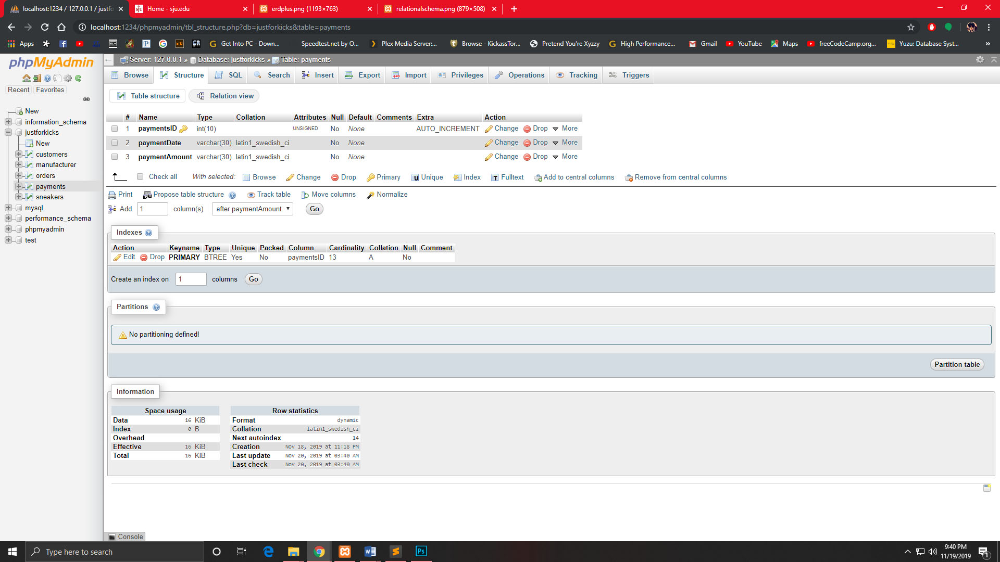 localhost:1234 / 127.0.0.1 / justfo
Home - sju.edu
erdplus.png (1193×763)
relationalschema.png (879×508)
localhost:1234/phpmyadmin/tbl_structure.php?db=justforkicks&table=payments
Apps
Get Into PC - Down...
Speedtest.net by O...
Plex Media Server:...
Browse - KickassTor...
Pretend You're Xyzzy
High Performance...
Gmail
YouTube
Maps
freeCodeCamp.org...
Yuzu: Database Syst...
»
phpMyAdmin
Recent Favorites
New
information_schema
justforkicks
New
customers
manufacturer
orders
payments
sneakers
mysql
performance_schema
phpmyadmin
test
Server: 127.0.0.1 » Database: justforkicks » Table: payments
Browse Structure SQL Search Insert Export Import Privileges Operations Tracking Triggers
Table structure Relation view
# Name Type Collation Attributes Null Default Comments Extra Action
1 paymentsID int(10) UNSIGNED No None AUTO_INCREMENT Change Drop More
2 paymentDate varchar(30) latin1_swedish_ci No None Change Drop More
3 paymentAmount varchar(30) latin1_swedish_ci No None Change Drop More
Check all With selected: Browse Change Drop Primary Unique Index Fulltext Add to central columns Remove from central columns
Print Propose table structure Track table Move columns Normalize
Add 1 column(s) after paymentAmount Go
Indexes
Action Keyname Type Unique Packed Column Cardinality Collation Null Comment
Edit Drop PRIMARY BTREE Yes No paymentsID 13 A No
Create an index on 1 columns Go
Partitions
No partitioning defined!
Partition table
Information
Space usage
Data 16 KiB
Index 0 B
Overhead
Effective 16 KiB
Total 16 KiB
Row statistics
Format dynamic
Collation latin1_swedish_ci
Next autoindex 14
Creation Nov 18, 2019 at 11:18 PM
Last update Nov 20, 2019 at 03:40 AM
Last check Nov 20, 2019 at 03:40 AM
Console
Type here to search
Ps
9:40 PM
11/19/2019
1